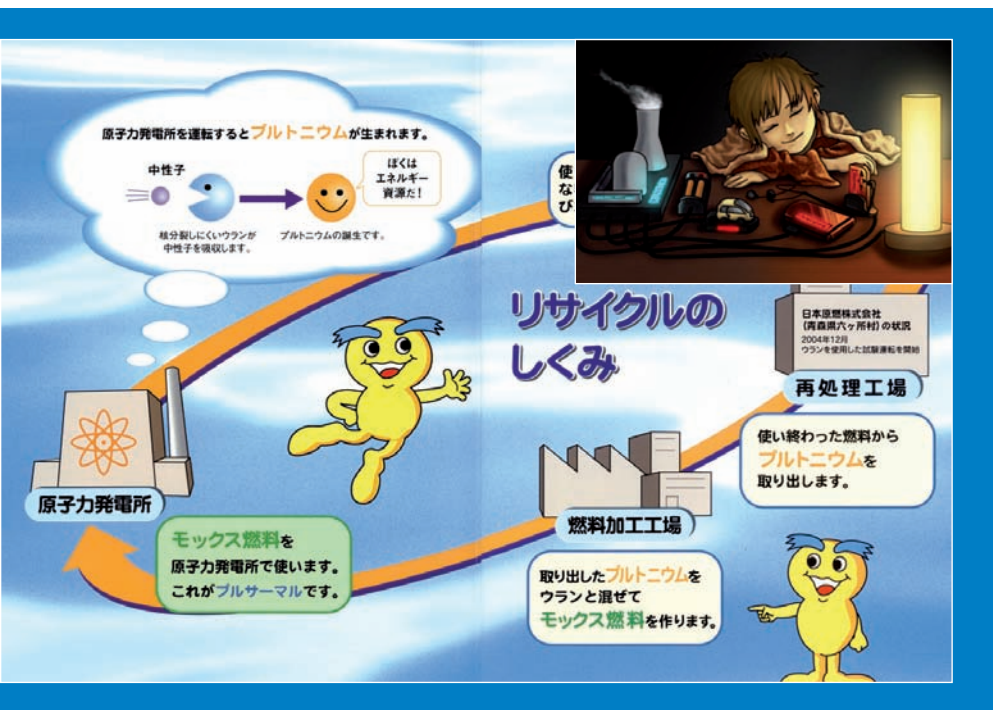 原子力発電所を運転するとプルトニウムが生まれます。
中性子
ぼくは
エネルギー
資源だ！
核分裂しにくいウランが
中性子を吸収します。
プルトニウムの誕生です。
使
な
び
リサイクルの
しくみ
日本原燃株式会社
(青森県六ヶ所村)の状況
2004年12月
ウランを使用した試験運転を開始
再処理工場
使い終わった燃料から
プルトニウムを
取り出します。
燃料加工工場
取り出したプルトニウムを
ウランと混ぜて
モックス燃料を作ります。
原子力発電所
モックス燃料を
原子力発電所で使います。
これがプルサーマルです。